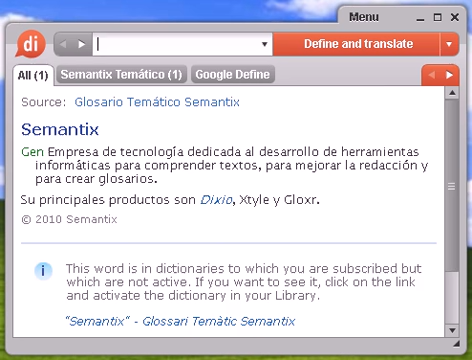 Menu
di
Define and translate
All (1) Semantix Temático (1) Google Define
Source: Glosario Temático Semantix
Semantix
Gen Empresa de tecnología dedicada al desarrollo de herramientas
informáticas para comprender textos, para mejorar la redacción y
para crear glosarios.
Su principales productos son Dixio, Xtyle y Gloxr.
© 2010 Semantix
i
This word is in dictionaries to which you are subscribed but
which are not active. If you want to see it, click on the link
and activate the dictionary in your Library.
"Semantix" - Glossari Temàtic Semantix